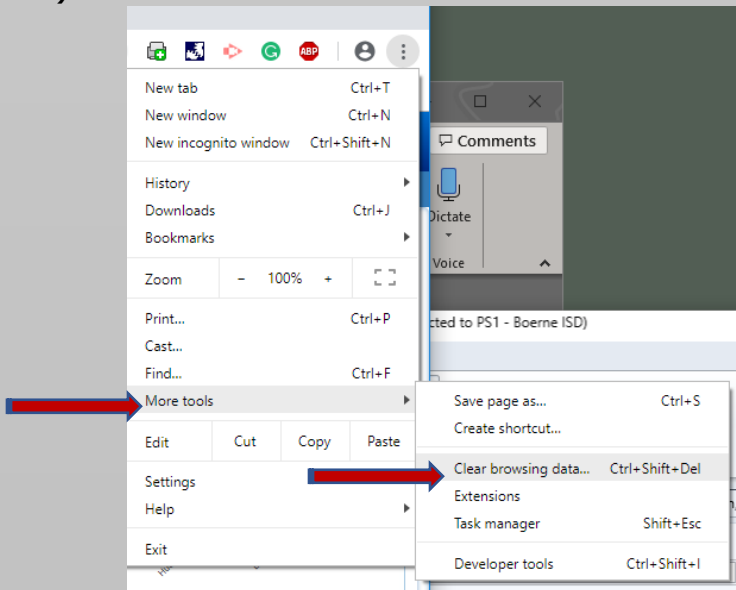 ABP
New tab Ctrl+T
New window Ctrl+N
New incognito window Ctrl+Shift+N
History
Downloads Ctrl+J
Bookmarks
Zoom - 100% +
Print... Ctrl+P
Cast...
Find... Ctrl+F
More tools
Edit Cut Copy Paste
Settings
Help
Exit
Comments
Dictate
Voice
cted to PS1 - Boerne ISD)
Save page as... Ctrl+S
Create shortcut...
Clear browsing data... Ctrl+Shift+Del
Extensions
Task manager Shift+Esc
Developer tools Ctrl+Shift+I